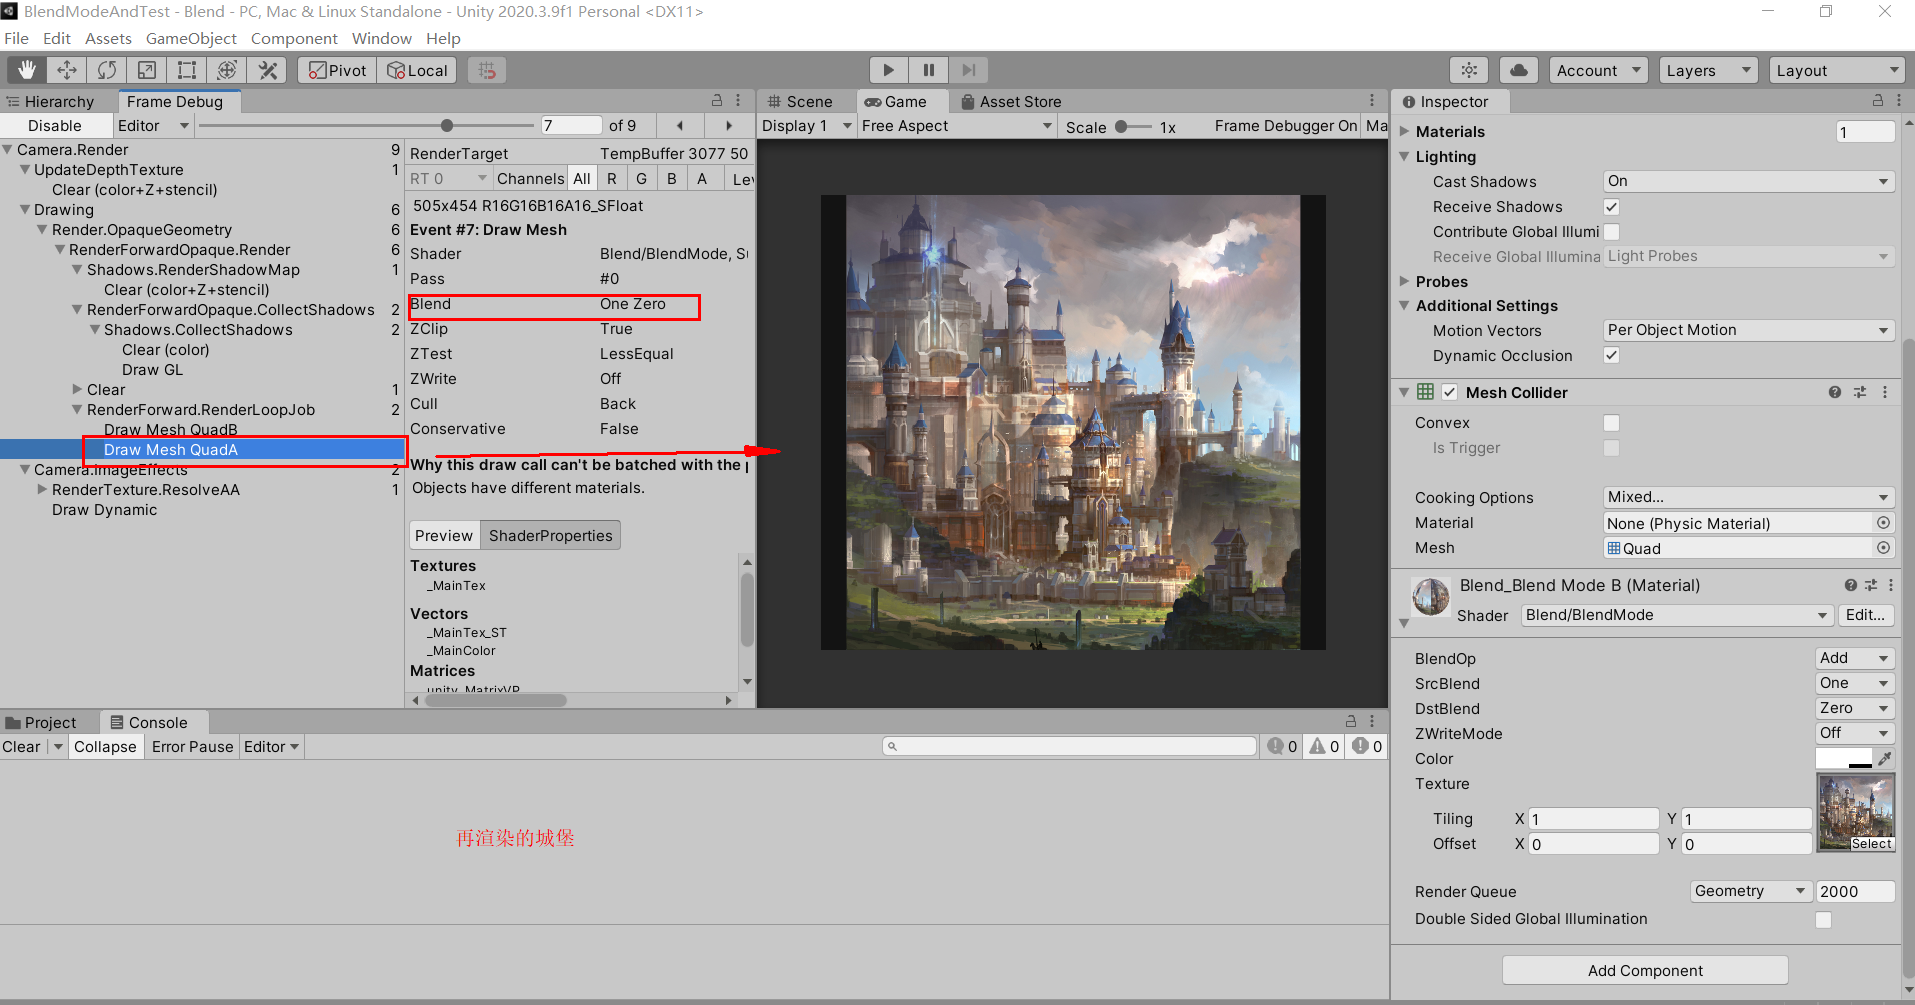 BlendModeAndTest - Blend - PC, Mac & Linux Standalone - Unity 2020.3.9f1 Personal <DX11>
File Edit Assets GameObject Component Window Help
Pivot Local Account Layers Layout
Hierarchy Frame Debug
Disable Editor 7 of 9
Camera.Render 9
UpdateDepthTexture 1
Clear (color+Z+stencil)
Drawing 6
Render.OpaqueGeometry 6
RenderForwardOpaque.Render 6
Shadows.RenderShadowMap 1
Clear (color+Z+stencil)
RenderForwardOpaque.CollectShadows 2
Shadows.CollectShadows 2
Clear (color)
Draw GL
Clear 1
RenderForward.RenderLoopJob 2
Draw Mesh QuadB
Draw Mesh QuadA
Camera.ImageEffects 2
RenderTexture.ResolveAA 1
Draw Dynamic
RenderTarget TempBuffer 3077 50
RT 0 Channels All R G B A Lev
505x454 R16G16B16A16_SFloat
Event #7: Draw Mesh
Shader Blend/BlendMode, Su
Pass #0
Blend One Zero
ZClip True
ZTest LessEqual
ZWrite Off
Cull Back
Conservative False
Why this draw call can't be batched with the p
Objects have different materials.
Preview ShaderProperties
Textures
_MainTex
Vectors
_MainTex_ST
_MainColor
Matrices
unity_MatrixVP
Scene Game Asset Store
Display 1 Free Aspect Scale 1x Frame Debugger On Ma
Project Console
Clear Collapse Error Pause Editor 0 0 0
再渲染的城堡
Inspector
Materials 1
Lighting
Cast Shadows On
Receive Shadows
Contribute Global Illumi
Receive Global Illumina Light Probes
Probes
Additional Settings
Motion Vectors Per Object Motion
Dynamic Occlusion
Mesh Collider
Convex
Is Trigger
Cooking Options Mixed...
Material None (Physic Material)
Mesh Quad
Blend_Blend Mode B (Material)
Shader Blend/BlendMode Edit...
BlendOp Add
SrcBlend One
DstBlend Zero
ZWriteMode Off
Color
Texture
Tiling X 1 Y 1
Offset X 0 Y 0
Select
Render Queue Geometry 2000
Double Sided Global Illumination
Add Component